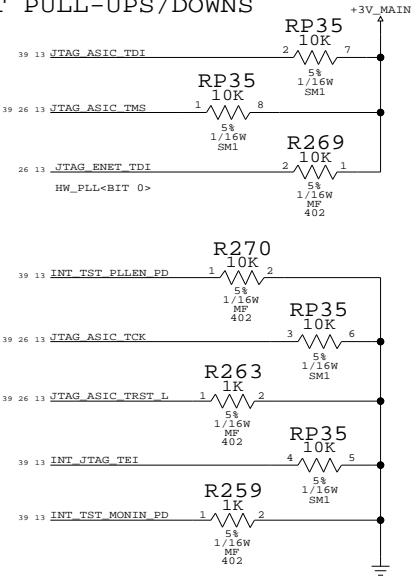 T PULL-UPS/DOWNS
+3V_MAIN
RP35
10K
39 13 JTAG_ASIC_TDI 2 7
5%
1/16W
SM1
RP35
10K
39 26 13 JTAG_ASIC_TMS 1 8
5%
1/16W
SM1
R269
10K
26 13 JTAG_ENET_TDI 2 1
HW_PLL<BIT 0>
5%
1/16W
MF
402
R270
10K
39 13 INT_TST_PLLEN_PD 1 2
5%
1/16W
MF
402
RP35
10K
39 26 13 JTAG_ASIC_TCK 3 6
5%
1/16W
SM1
R263
1K
39 26 13 JTAG_ASIC_TRST_L 1 2
5%
1/16W
MF
402
RP35
10K
39 13 INT_JTAG_TEI 4 5
5%
1/16W
SM1
R259
1K
39 13 INT_TST_MONIN_PD 1 2
5%
1/16W
MF
402